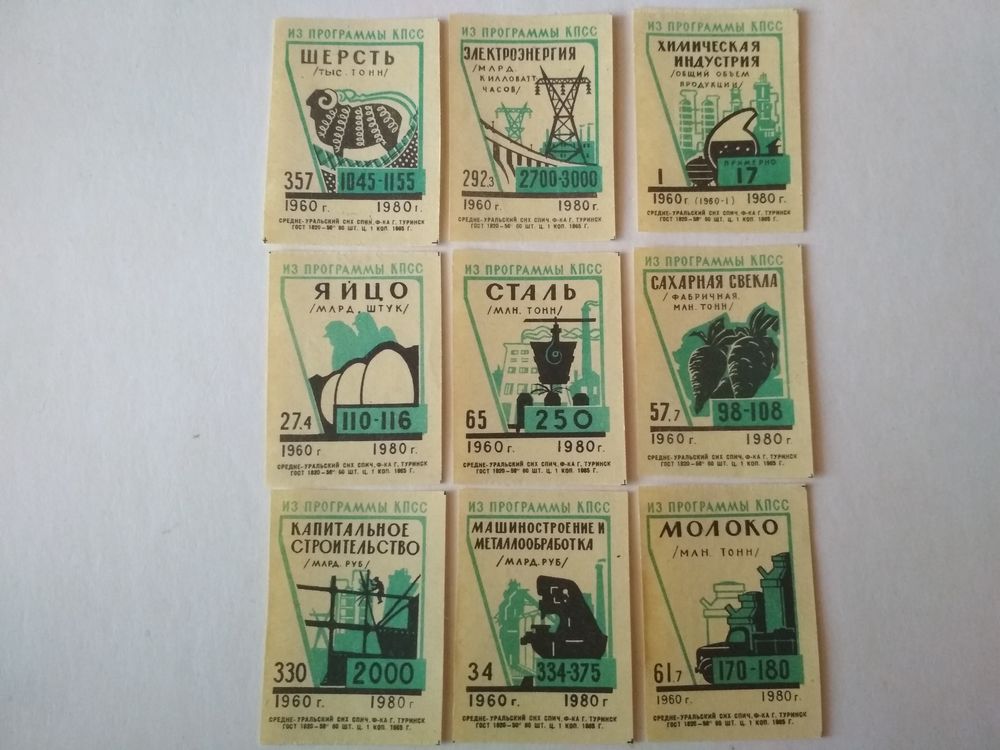 ИЗ ПРОГРАММЫ КПСС
ШЕРСТЬ
/ТЫС. ТОНН/
357 1045-1155
1960 г. 1980 г.
СРЕДНЕ-УРАЛЬСКИЙ СНХ СПИЧ. Ф-КА Г. ТУРИНСК
ГОСТ 1820-56* 60 ШТ. Ц. 1 КОП. 1965 Г.
ИЗ ПРОГРАММЫ КПСС
ЭЛЕКТРОЭНЕРГИЯ
/МЛРД.
КИЛЛОВАТТ
ЧАСОВ/
292,3 2700-3000
1960 г. 1980 г.
СРЕДНЕ-УРАЛЬСКИЙ СНХ СПИЧ. Ф-КА Г. ТУРИНСК
ГОСТ 1820-56* 60 ШТ. Ц. 1 КОП. 1965 Г.
ИЗ ПРОГРАММЫ КПСС
ХИМИЧЕСКАЯ
ИНДУСТРИЯ
/ОБЩИЙ ОБЪЕМ
ПРОДУКЦИИ/
ПРИМЕРНО
1 17
1960 г. (1960-1) 1980 г.
СРЕДНЕ-УРАЛЬСКИЙ СНХ СПИЧ. Ф-КА Г. ТУРИНСК
ГОСТ 1820-56* 60 ШТ. Ц. 1 КОП. 1965 Г.
ИЗ ПРОГРАММЫ КПСС
ЯЙЦО
/МЛРД. ШТУК/
27.4 110-116
1960 г. 1980 г.
СРЕДНЕ-УРАЛЬСКИЙ СНХ СПИЧ. Ф-КА Г. ТУРИНСК
ГОСТ 1820-56* 60 ШТ. Ц. 1 КОП. 1965 Г.
ИЗ ПРОГРАММЫ КПСС
СТАЛЬ
/МЛН. ТОНН/
65 250
1960 г. 1980 г.
СРЕДНЕ-УРАЛЬСКИЙ СНХ СПИЧ. Ф-КА Г. ТУРИНСК
ГОСТ 1820-56* 60 ШТ. Ц. 1 КОП. 1965 Г.
ИЗ ПРОГРАММЫ КПСС
САХАРНАЯ СВЕКЛА
/ФАБРИЧНАЯ,
МЛН. ТОНН/
57.7 98-108
1960 г. 1980 г.
СРЕДНЕ-УРАЛЬСКИЙ СНХ СПИЧ. Ф-КА Г. ТУРИНСК
ГОСТ 1820-56* 60 ШТ. Ц. 1 КОП. 1965 Г.
ИЗ ПРОГРАММЫ КПСС
КАПИТАЛЬНОЕ
СТРОИТЕЛЬСТВО
/МЛРД. РУБ/
330 2000
1960 г. 1980 г.
СРЕДНЕ-УРАЛЬСКИЙ СНХ СПИЧ. Ф-КА Г. ТУРИНСК
ГОСТ 1820-56* 60 ШТ. Ц. 1 КОП. 1965 Г.
ИЗ ПРОГРАММЫ КПСС
МАШИНОСТРОЕНИЕ И
МЕТАЛЛООБРАБОТКА
/МЛРД. РУБ/
34 334-375
1960 г. 1980 г.
СРЕДНЕ-УРАЛЬСКИЙ СНХ СПИЧ. Ф-КА Г. ТУРИНСК
ГОСТ 1820-56* 60 ШТ. Ц. 1 КОП. 1965 Г.
ИЗ ПРОГРАММЫ КПСС
МОЛОКО
/МЛН. ТОНН/
61.7 170-180
1960 г. 1980 г.
СРЕДНЕ-УРАЛЬСКИЙ СНХ СПИЧ. Ф-КА Г. ТУРИНСК
ГОСТ 1820-56* 60 ШТ. Ц. 1 КОП. 1965 Г.